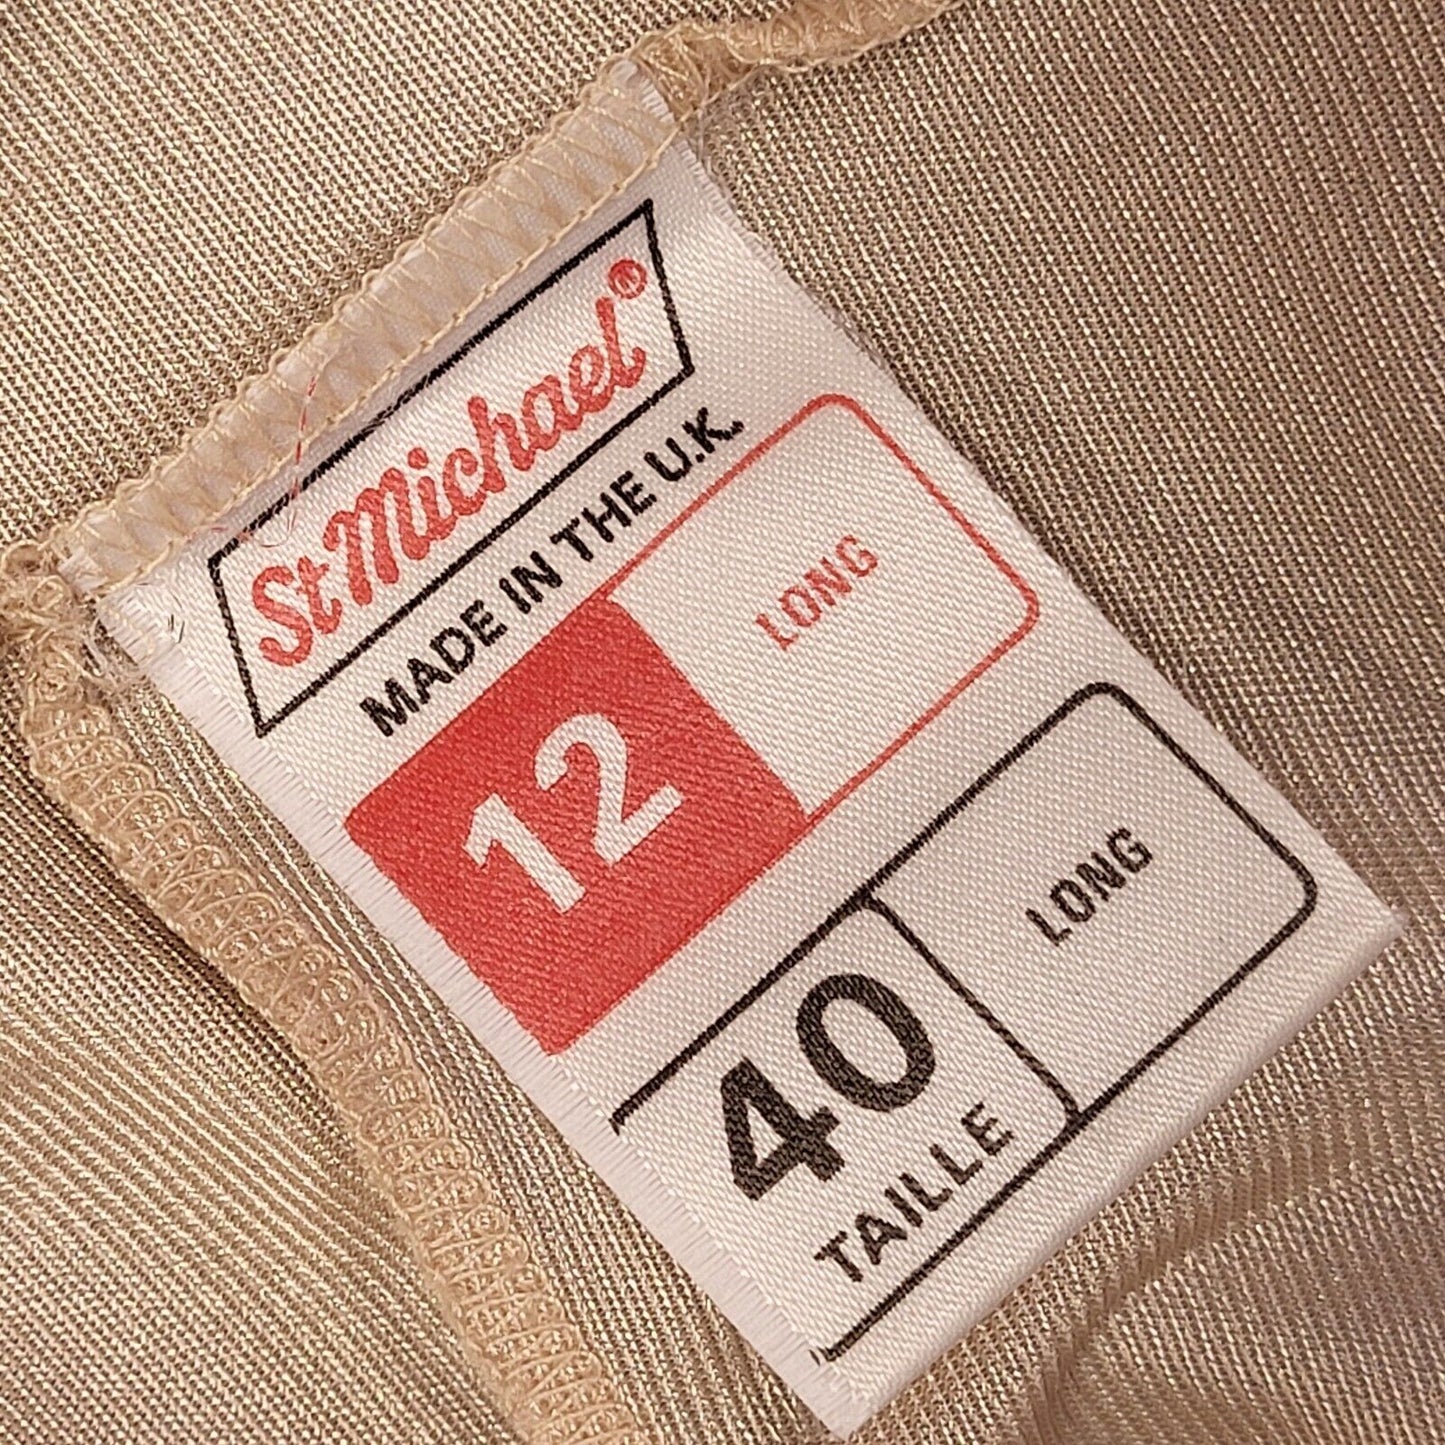 St Michael®
MADE IN THE U.K.
12 LONG
40 LONG
TAILLE